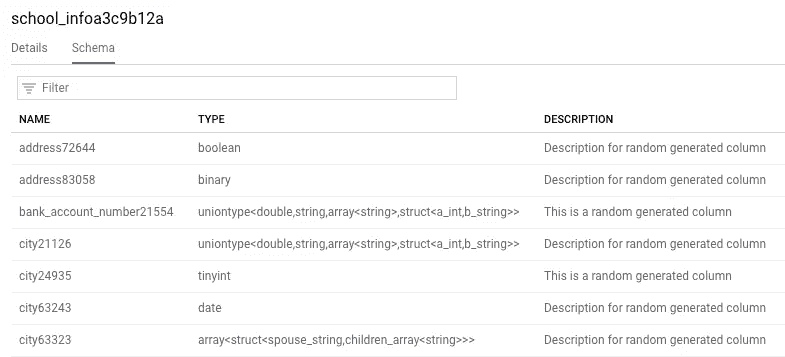 school_infoa3c9b12a
Details Schema
Filter
NAME TYPE DESCRIPTION
address72644 boolean Description for random generated column
address83058 binary Description for random generated column
bank_account_number21554 uniontype<double,string,array<string>,struct<a_int,b_string>> This is a random generated column
city21126 uniontype<double,string,array<string>,struct<a_int,b_string>> Description for random generated column
city24935 tinyint This is a random generated column
city63243 date Description for random generated column
city63323 array<struct<spouse_string,children_array<string>>> Description for random generated column